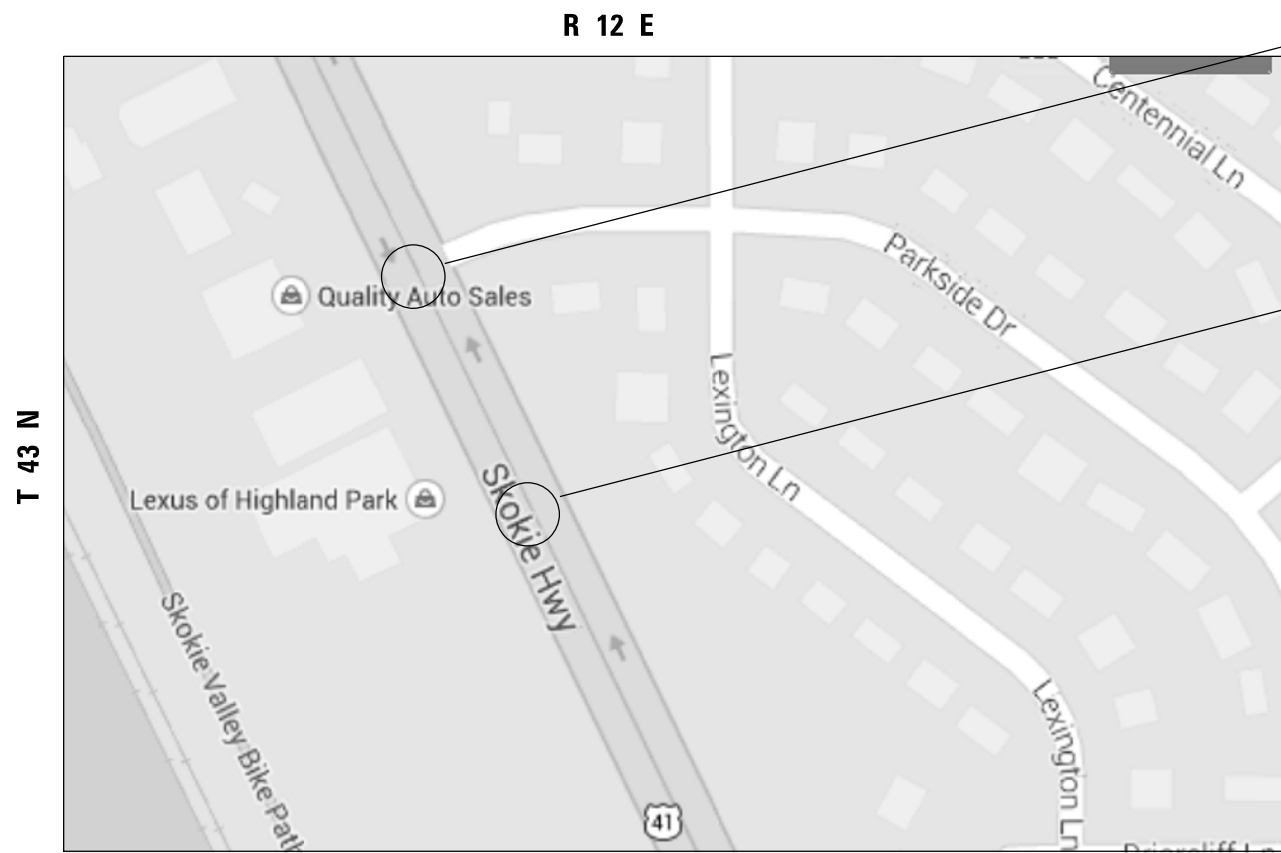 R 12 E
Centennial Ln
Parkside Dr
Quality Auto Sales
T 43 N
Lexington Ln
Lexus of Highland Park
Skokie Hwy
Skokie Valley Bike Path
Lexington Ln
41